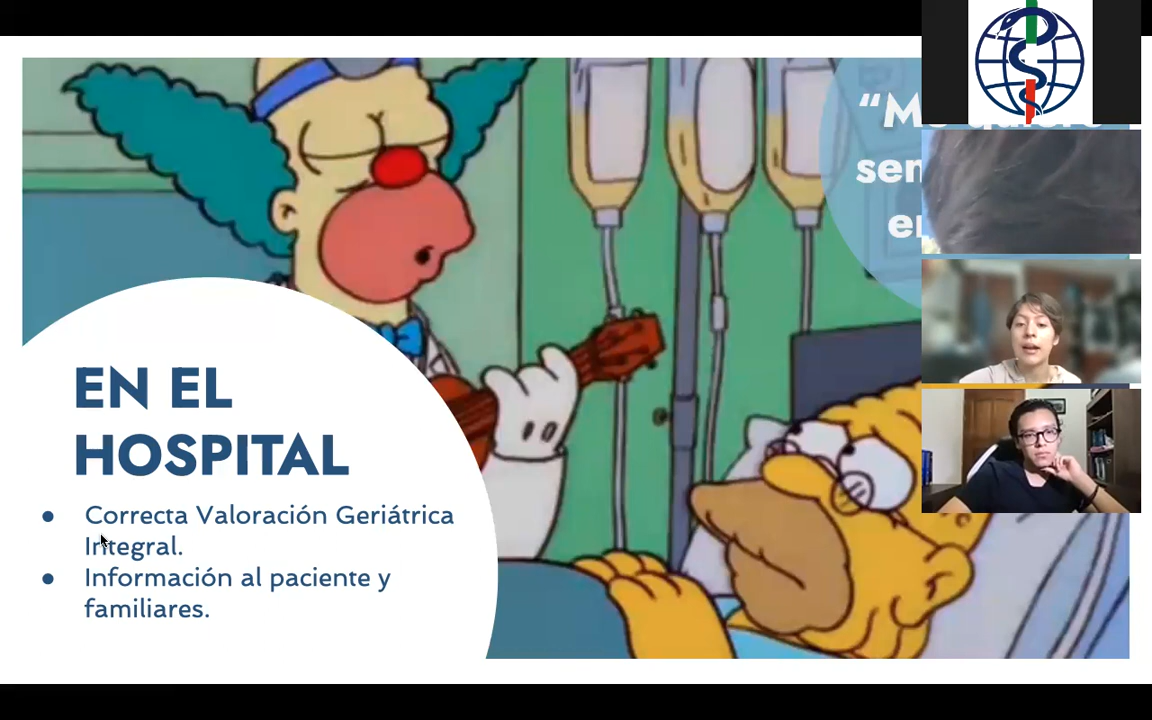 EN EL
HOSPITAL
● Correcta Valoración Geriátrica
Integral.
● Información al paciente y
familiares.